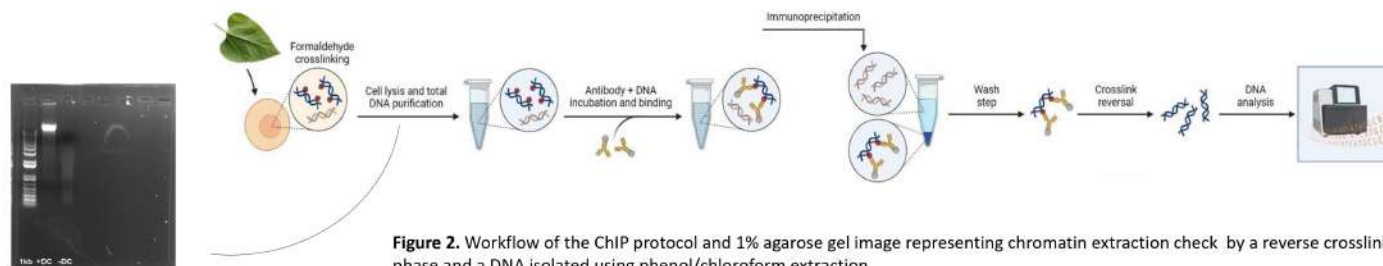 Immunoprecipitation
Formaldehyde
crosslinking
Cell lysis and total
DNA purification
Antibody + DNA
incubation and binding
Wash
step
Crosslink
reversal
DNA
analysis
1kb +DC -DC
Figure 2. Workflow of the ChIP protocol and 1% agarose gel image representing chromatin extraction check by a reverse crosslin
phase and a DNA isolated using phenol/chloroform extraction